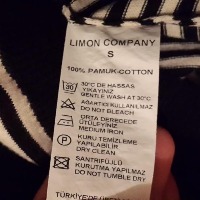 LIMON COMPANY
S
100% PAMUK-COTTON
30°C DE HASSAS
YIKAYINIZ
GENTLE WASH AT 30°C
AĞARTICI KULLANILMAZ
DO NOT BLEACH
ORTA DERECEDE
ÜTÜLEYİNİZ
MEDIUM IRON
KURU TEMİZLEME
YAPILABİLİR
DRY CLEAN
SANTRİFÜJLÜ
KURUTMA YAPMAYINIZ
DO NOT TUMBLE DRY